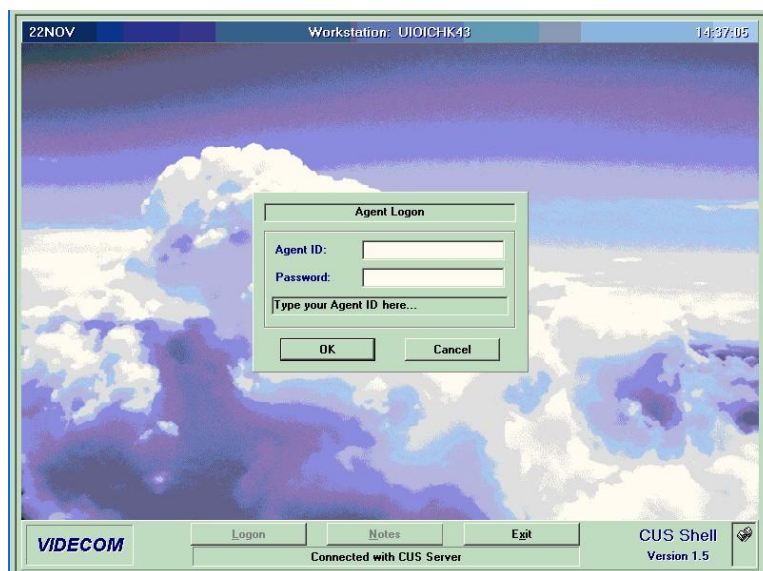 22NOV Workstation: UIOICHK43 14:37:05
Agent Logon
Agent ID:
Password:
Type your Agent ID here...
OK Cancel
VIDECOM Logon Notes Exit CUS Shell
Connected with CUS Server Version 1.5